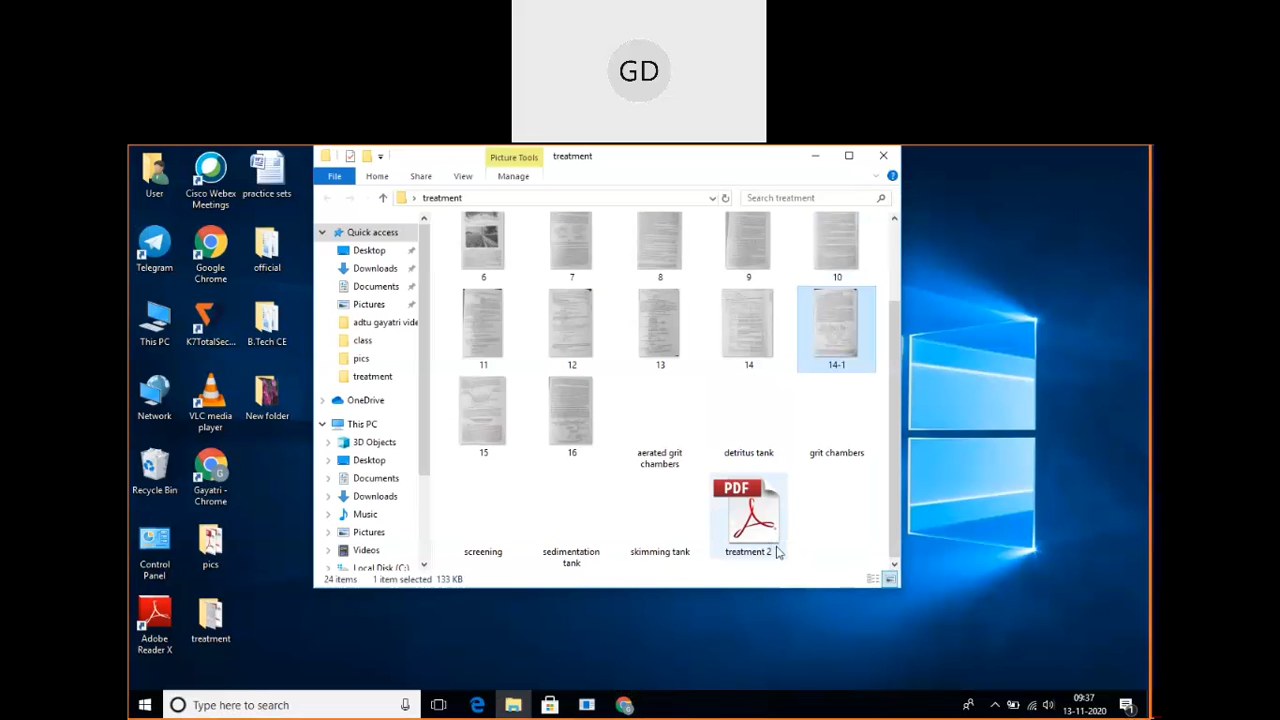 GD
User
Cisco Webex
Meetings
practice sets
Telegram
Google
Chrome
official
This PC
K7TotalSec...
B.Tech CE
Network
VLC media
player
New folder
Recycle Bin
Gayatri -
Chrome
Control
Panel
pics
Adobe
Reader X
treatment
Picture Tools
treatment
File
Home
Share
View
Manage
treatment
Search treatment
Quick access
Desktop
Downloads
Documents
Pictures
adtu gayatri vide
class
pics
treatment
OneDrive
This PC
3D Objects
Desktop
Documents
Downloads
Music
Pictures
Videos
Local Disk (C:)
6
7
8
9
10
11
12
13
14
14-1
15
16
aerated grit
chambers
detritus tank
grit chambers
screening
sedimentation
tank
skimming tank
PDF
treatment 2
24 items
1 item selected
133 KB
Type here to search
09:37
13-11-2020